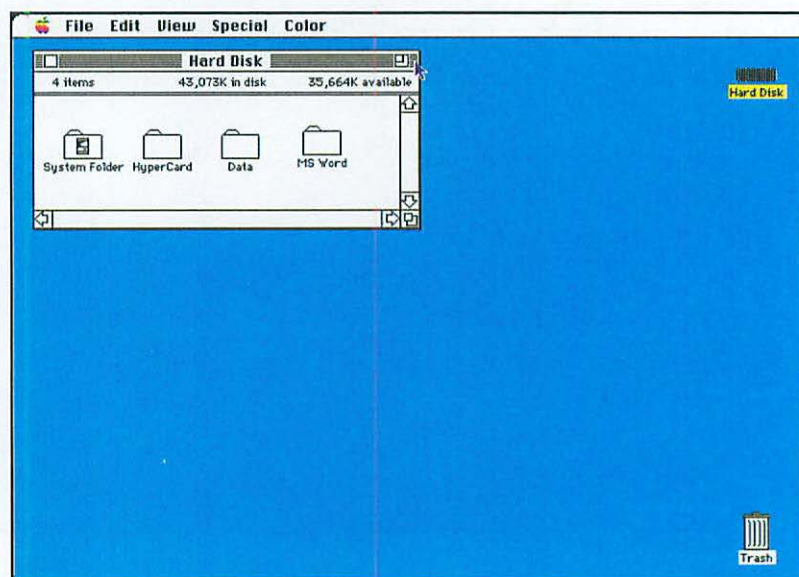 File Edit View Special Color
Hard Disk
4 items 43,073K in disk 35,664K available
System Folder HyperCard Data MS Word
Hard Disk
Trash